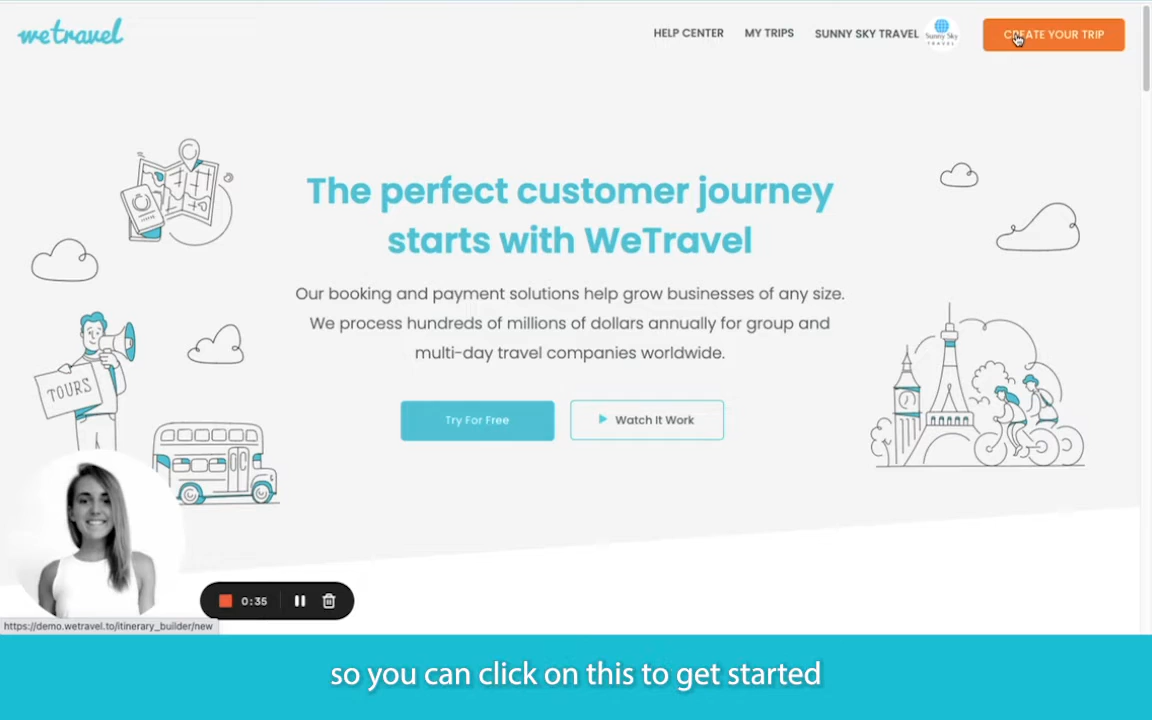 wetravel
HELP CENTER
MY TRIPS
SUNNY SKY TRAVEL
Sunny Sky
TRAVEL
CREATE YOUR TRIP
The perfect customer journey
starts with WeTravel
Our booking and payment solutions help grow businesses of any size.
We process hundreds of millions of dollars annually for group and
multi-day travel companies worldwide.
Try For Free
Watch It Work
TOURS
0:35
https://demo.wetravel.to/itinerary_builder/new
so you can click on this to get started